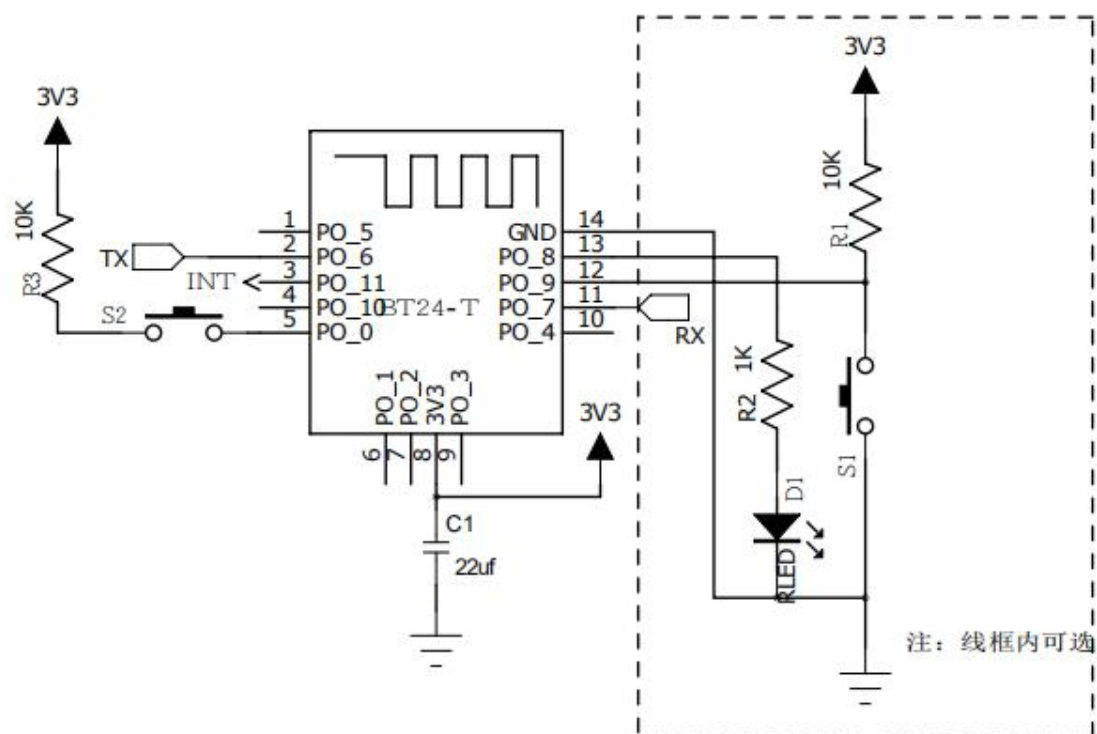 3V3
10K
R3
TX
INT
S2
1
2
3
4
5
PO_5
PO_6
PO_11
PO_10
PO_0
BT24-T
GND
PO_8
PO_9
PO_7
PO_4
14
13
12
11
10
RX
PO_1
PO_2
3V3
PO_3
6
7
8
9
3V3
C1
22uf
3V3
10K
R1
1K
R2
D1
RLED
S1
注：线框内可选